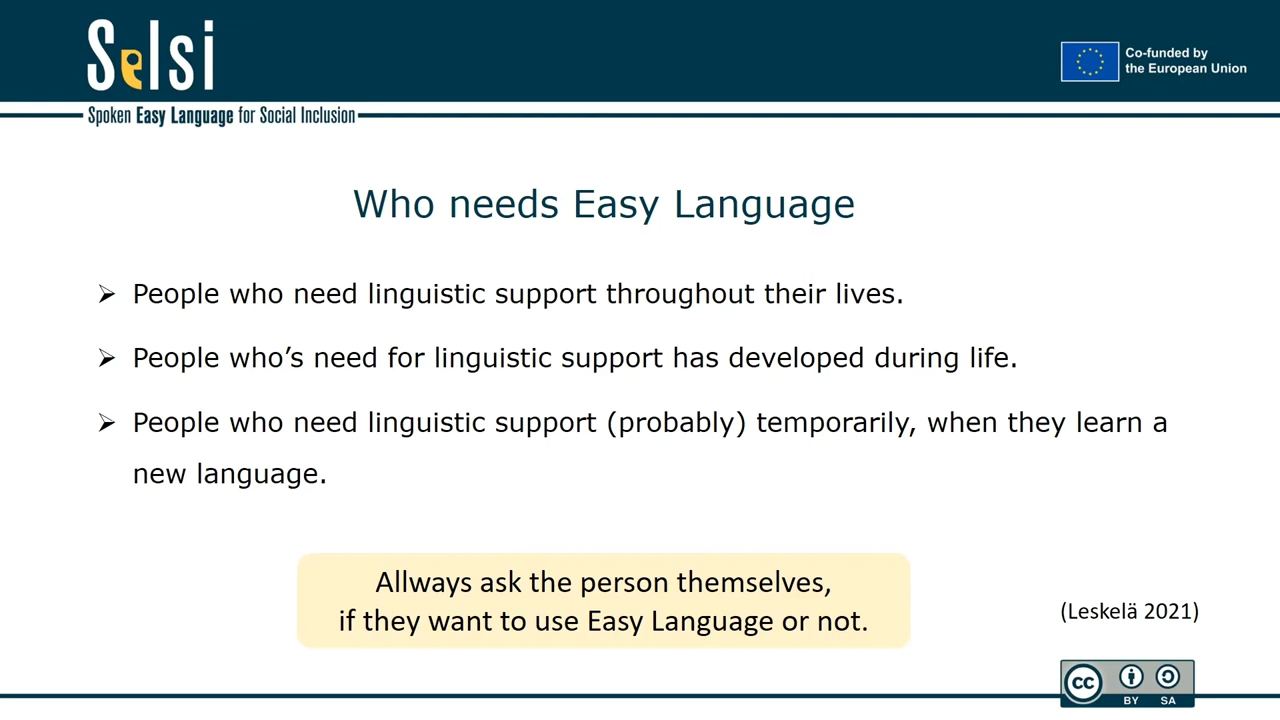 Selsi
Co-funded by
the European Union
Spoken Easy Language for Social Inclusion
Who needs Easy Language
People who need linguistic support throughout their lives.
People who’s need for linguistic support has developed during life.
People who need linguistic support (probably) temporarily, when they learn a
new language.
Allways ask the person themselves,
if they want to use Easy Language or not.
(Leskelä 2021)
cc
BY SA